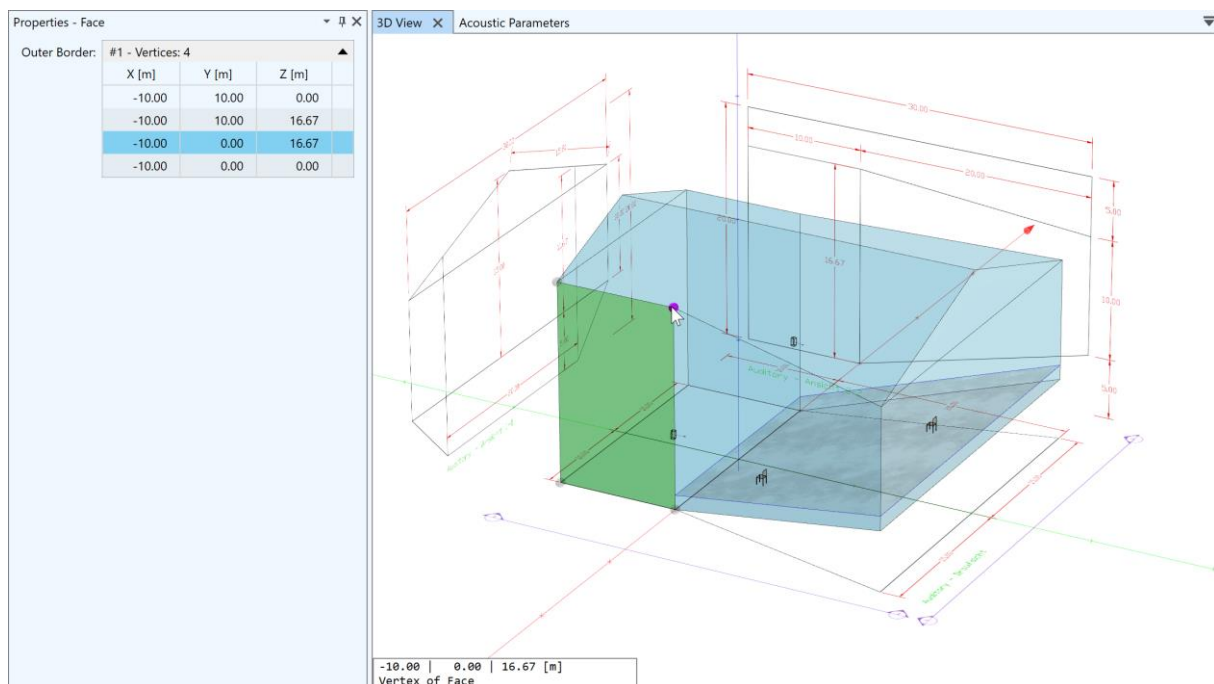 Properties - Face
Outer Border: #1 - Vertices: 4
X [m] Y [m] Z [m]
-10.00 10.00 0.00
-10.00 10.00 16.67
-10.00 0.00 16.67
-10.00 0.00 0.00
3D View Acoustic Parameters
30.00
10.00
20.00
5.00
20.00
16.67
10.00
5.00
-10.00 | 0.00 | 16.67 [m]
Vertex of Face